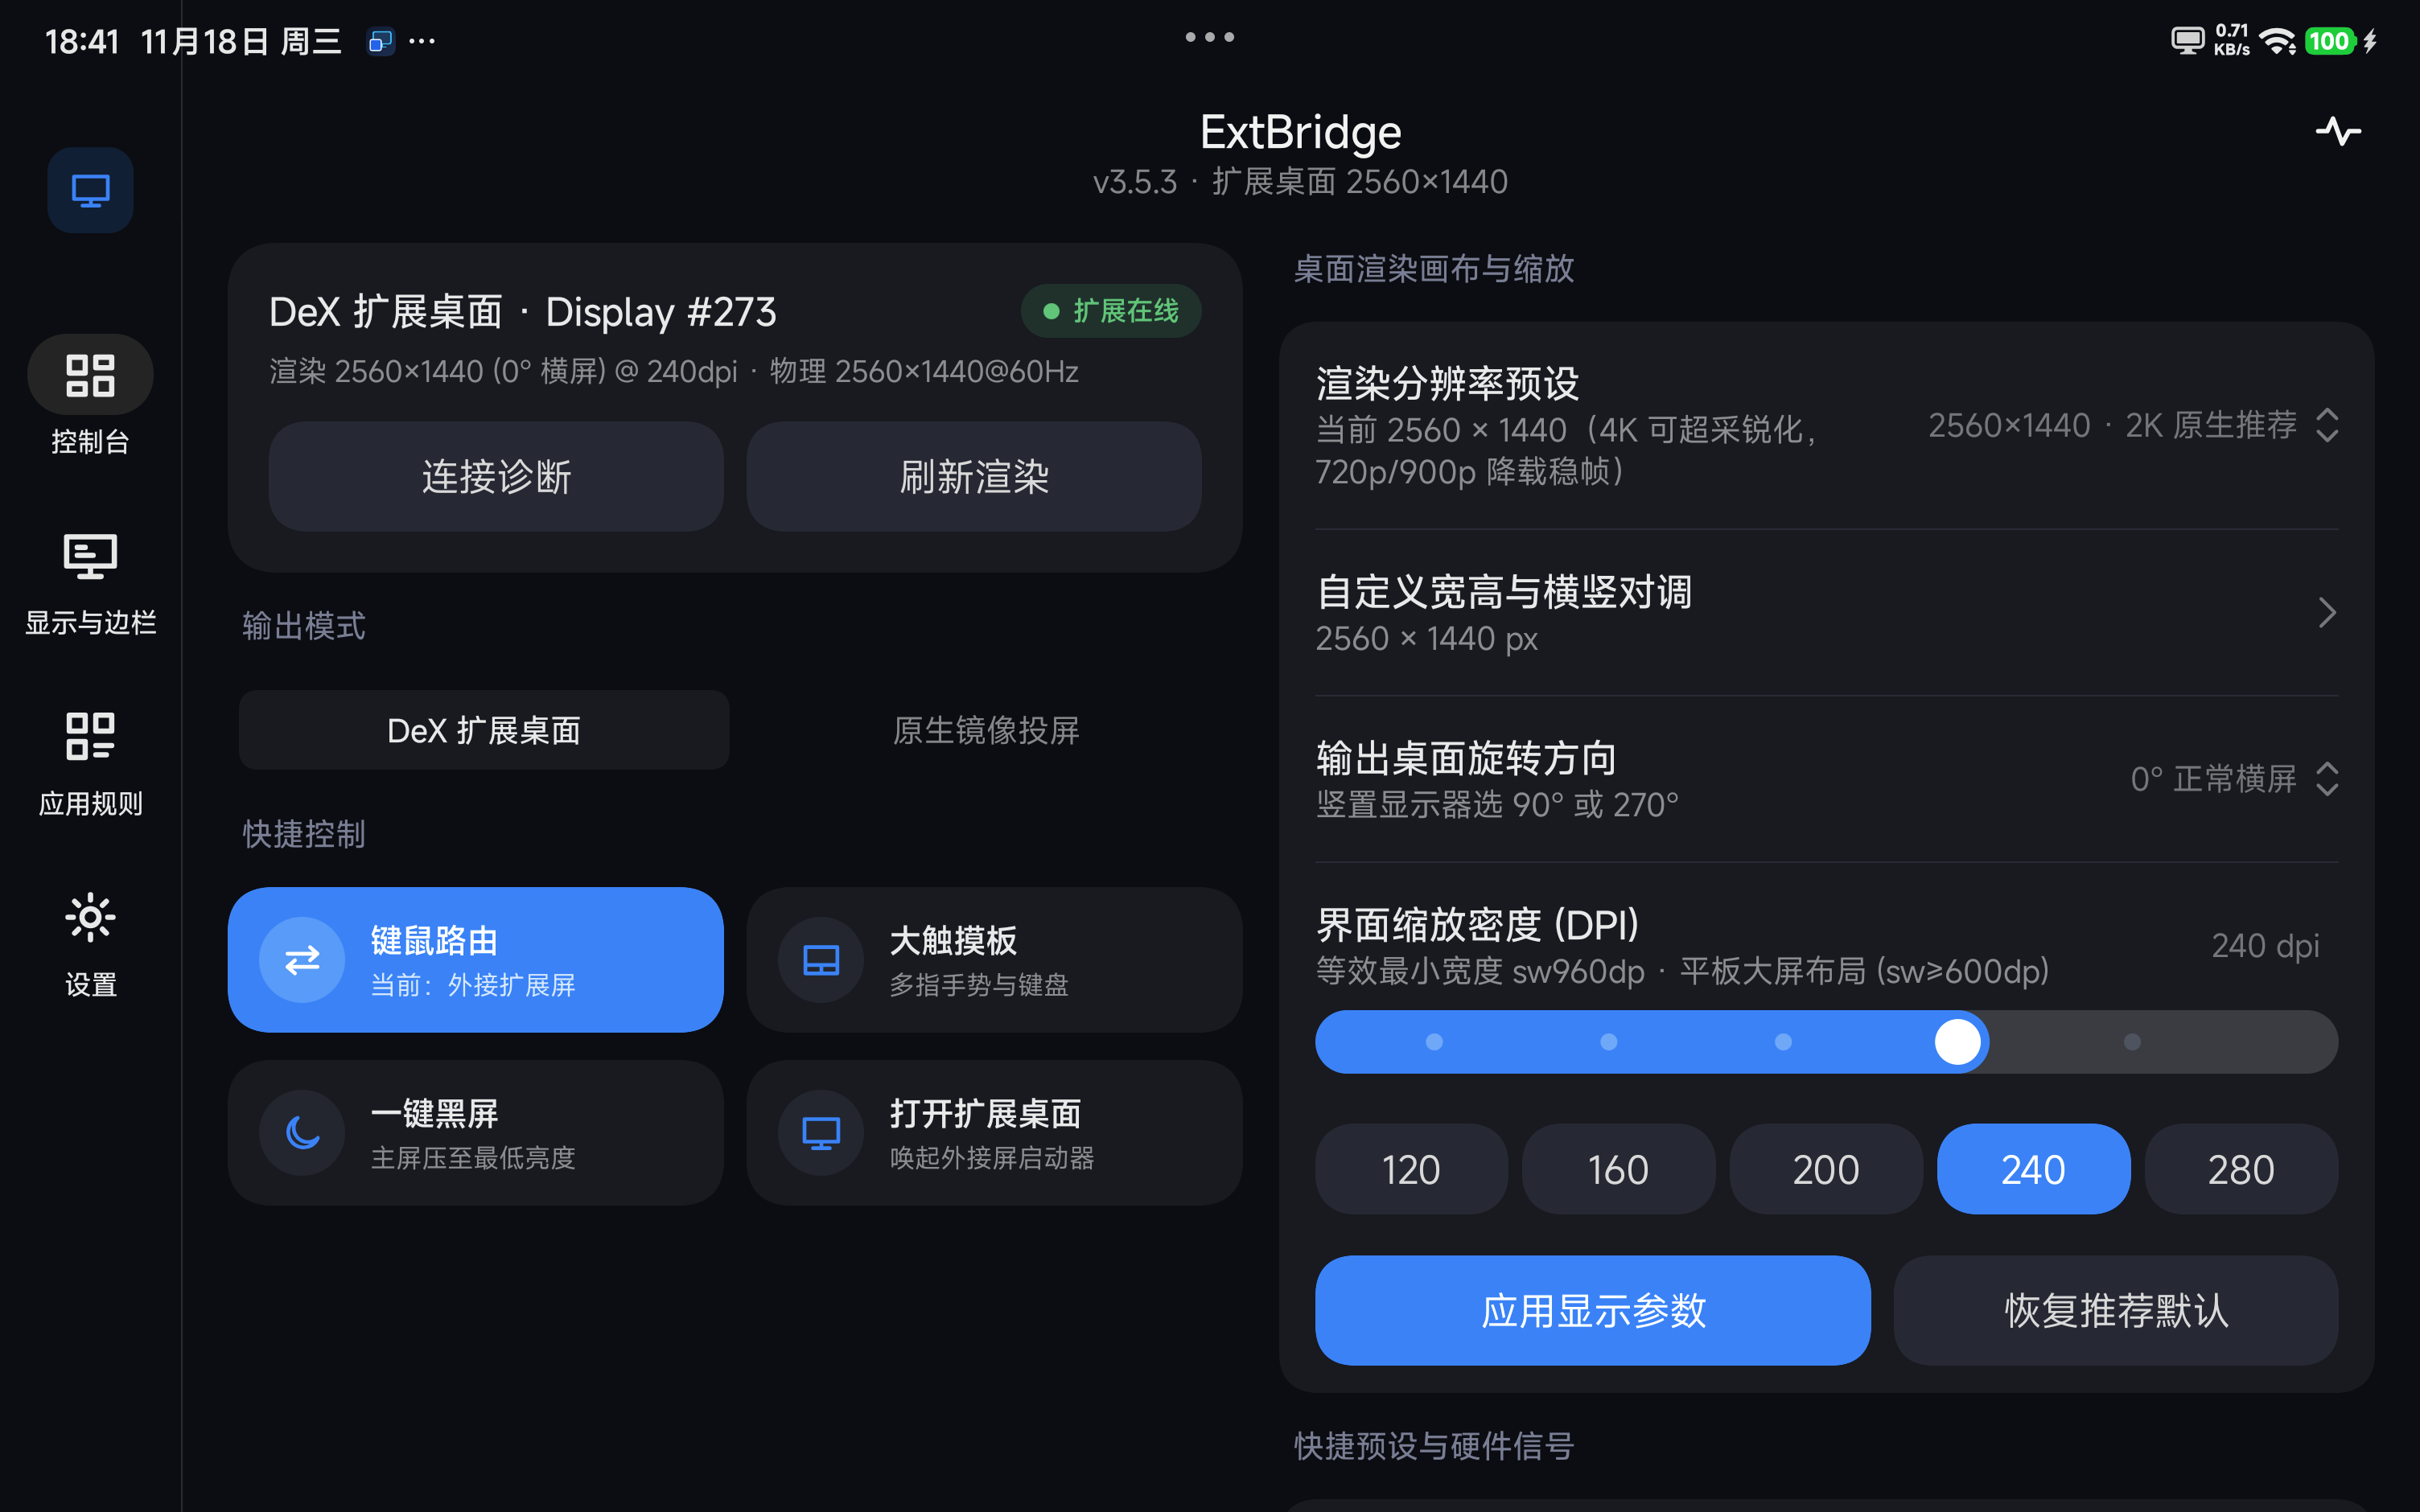 18:41 11月18日 周三
0.71 KB/s
100
ExtBridge
v3.5.3 · 扩展桌面 2560×1440
控制台
显示与边栏
应用规则
设置
DeX 扩展桌面 · Display #273
扩展在线
渲染 2560×1440 (0° 横屏) @ 240dpi · 物理 2560×1440@60Hz
连接诊断
刷新渲染
输出模式
DeX 扩展桌面
原生镜像投屏
快捷控制
键鼠路由
当前：外接扩展屏
大触摸板
多指手势与键盘
一键黑屏
主屏压至最低亮度
打开扩展桌面
唤起外接屏启动器
桌面渲染画布与缩放
渲染分辨率预设
当前 2560 × 1440（4K 可超采锐化，
720p/900p 降载稳帧）
2560×1440 · 2K 原生推荐
自定义宽高与横竖对调
2560 × 1440 px
输出桌面旋转方向
竖置显示器选 90° 或 270°
0° 正常横屏
界面缩放密度 (DPI)
等效最小宽度 sw960dp · 平板大屏布局 (sw≥600dp)
240 dpi
120
160
200
240
280
应用显示参数
恢复推荐默认
快捷预设与硬件信号